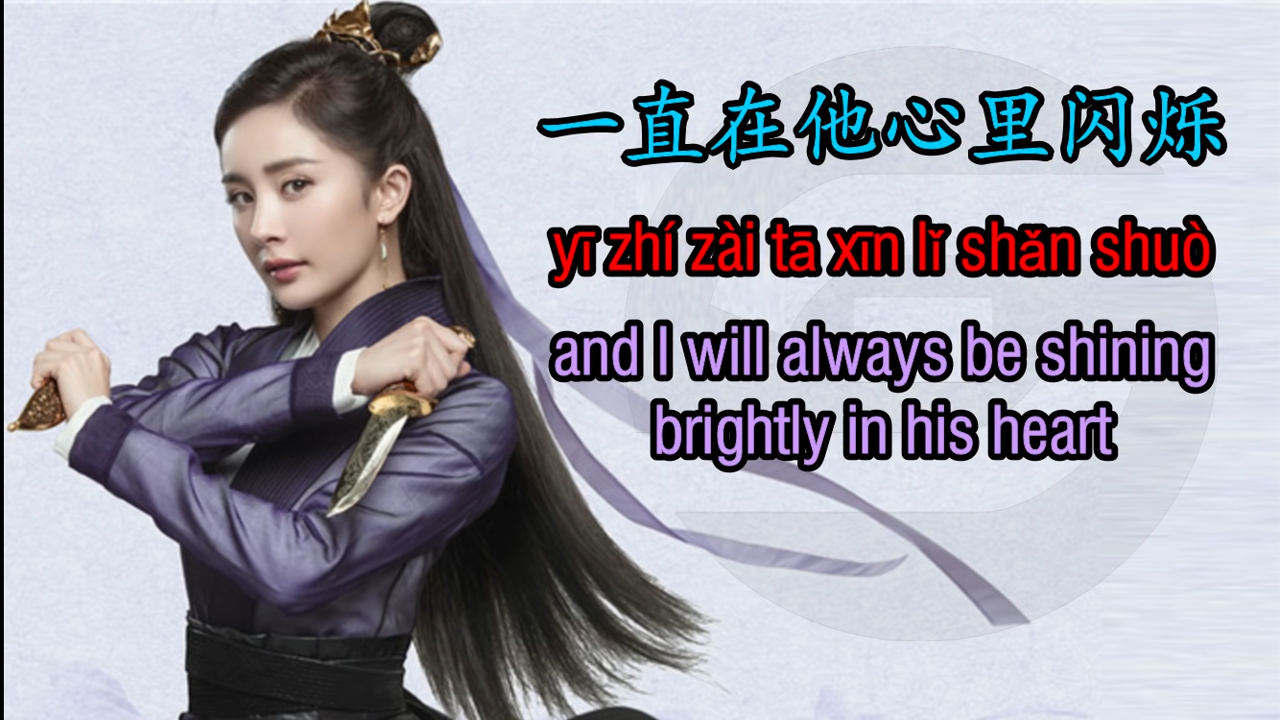 一直在他心里闪烁
yī zhí zài tā xīn lǐ shǎn shuò
and I will always be shining
brightly in his heart